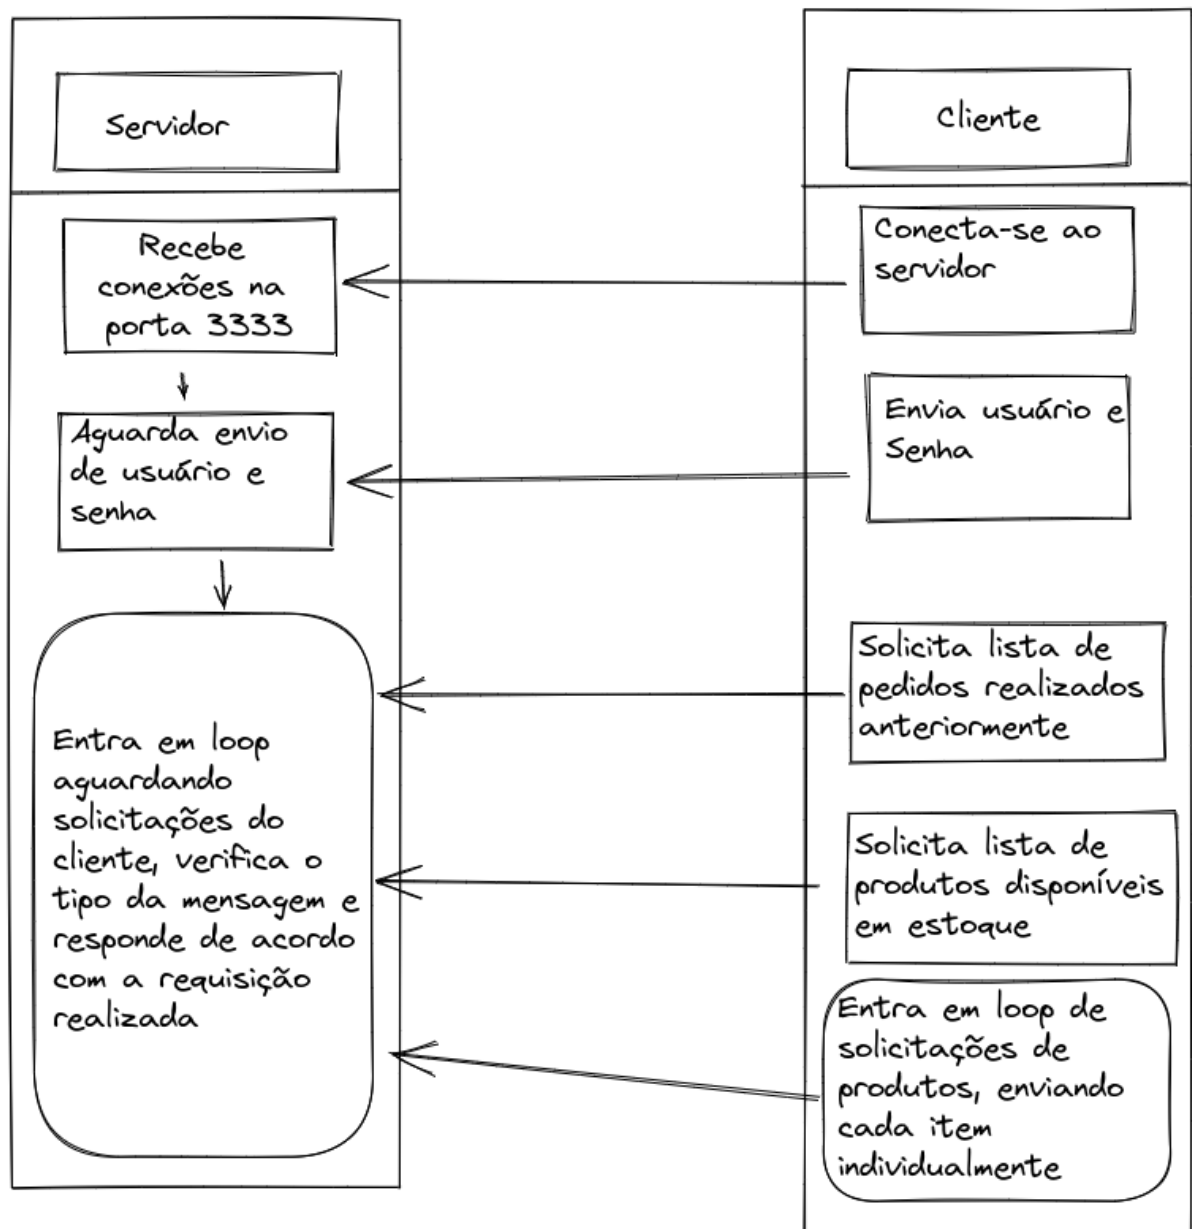 Servidor
Recebe
conexões na
porta 3333
Aguarda envio
de usuário e
senha
Entra em loop
aguardando
solicitações do
cliente, verifica o
tipo da mensagem e
responde de acordo
com a requisição
realizada
Cliente
Conecta-se ao
servidor
Envia usuário e
Senha
Solicita lista de
pedidos realizados
anteriormente
Solicita lista de
produtos disponíveis
em estoque
Entra em loop de
solicitações de
produtos, enviando
cada item
individualmente